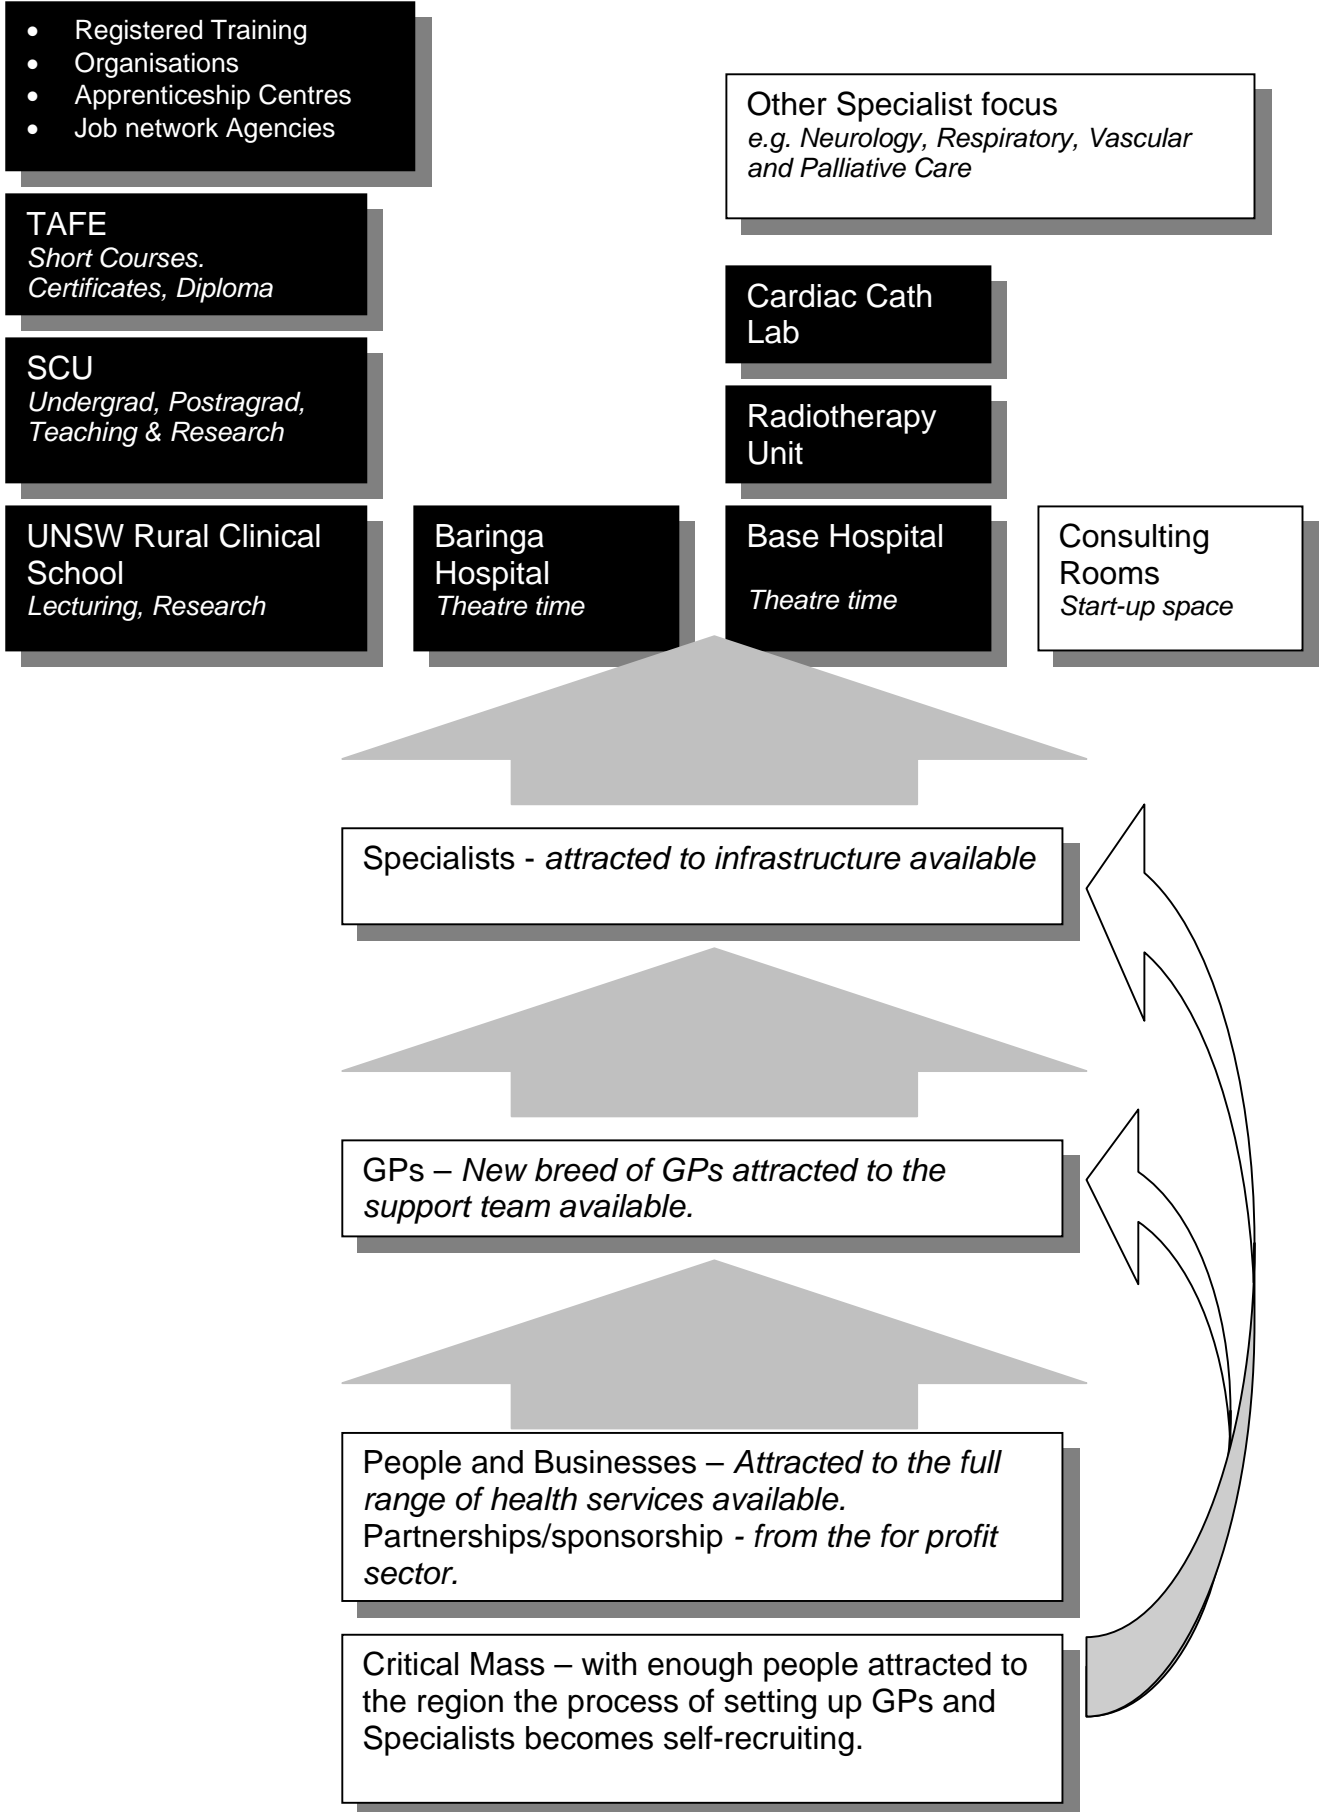 • Registered Training
• Organisations
• Apprenticeship Centres
• Job network Agencies
TAFE
Short Courses.
Certificates, Diploma
SCU
Undergrad, Postragrad,
Teaching & Research
UNSW Rural Clinical
School
Lecturing, Research
Baringa
Hospital
Theatre time
Other Specialist focus
e.g. Neurology, Respiratory, Vascular
and Palliative Care
Cardiac Cath
Lab
Radiotherapy
Unit
Base Hospital
Theatre time
Consulting
Rooms
Start-up space
Specialists - attracted to infrastructure available
GPs – New breed of GPs attracted to the
support team available.
People and Businesses – Attracted to the full
range of health services available.
Partnerships/sponsorship - from the for profit
sector.
Critical Mass – with enough people attracted to
the region the process of setting up GPs and
Specialists becomes self-recruiting.